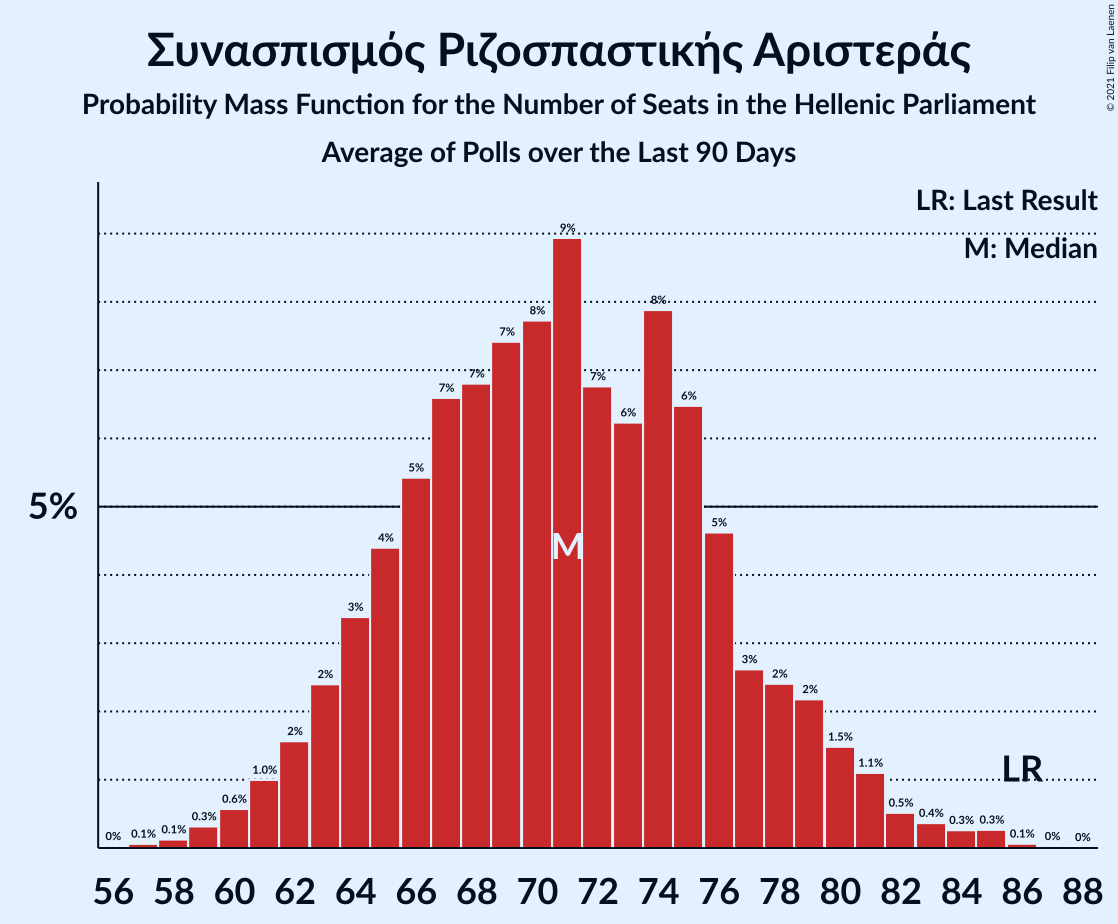 Συνασπισμός Ριζοσπαστικής Αριστεράς
Probability Mass Function for the Number of Seats in the Hellenic Parliament
Average of Polls over the Last 90 Days
© 2021 Filip van Laenen
LR: Last Result
M: Median
5%
0% 0.1% 0.1% 0.3% 0.6% 1.0% 2% 2% 3% 4% 5% 7% 7% 7% 8% 9% 7% 6% 8% 6% 5% 3% 2% 2% 1.5% 1.1% 0.5% 0.4% 0.3% 0.3% 0.1% 0% 0%
M
LR
56 58 60 62 64 66 68 70 72 74 76 78 80 82 84 86 88